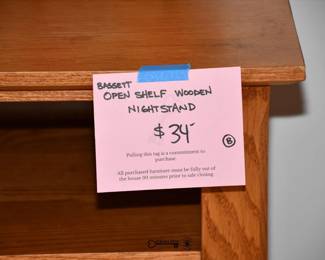 BASSETT
OPEN SHELF WOODEN
NIGHTSTAND
$34-
B
Pulling this tag is a commitment to
purchase.
All purchased furniture must be fully out of
the house 90 minutes prior to sale closing.